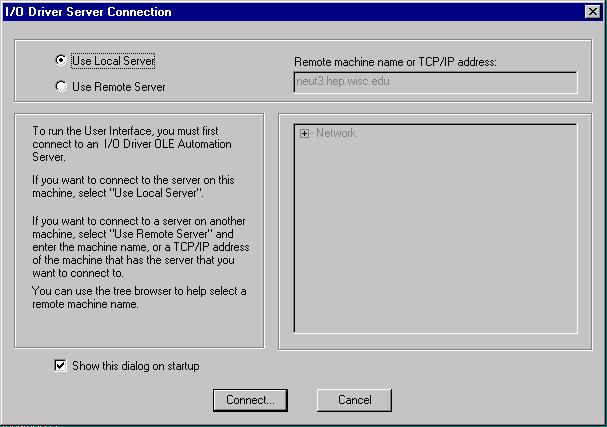 I/O Driver Server Connection
Use Local Server
Use Remote Server
Remote machine name or TCP/IP address:
neut3.hep.wisc.edu
To run the User Interface, you must first
connect to an I/O Driver OLE Automation
Server.
If you want to connect to the server on this
machine, select "Use Local Server".
If you want to connect to a server on another
machine, select "Use Remote Server" and
enter the machine name, or a TCP/IP address
of the machine that has the server that you
want to connect to.
You can use the tree browser to help select a
remote machine name.
Network
Show this dialog on startup
Connect...
Cancel